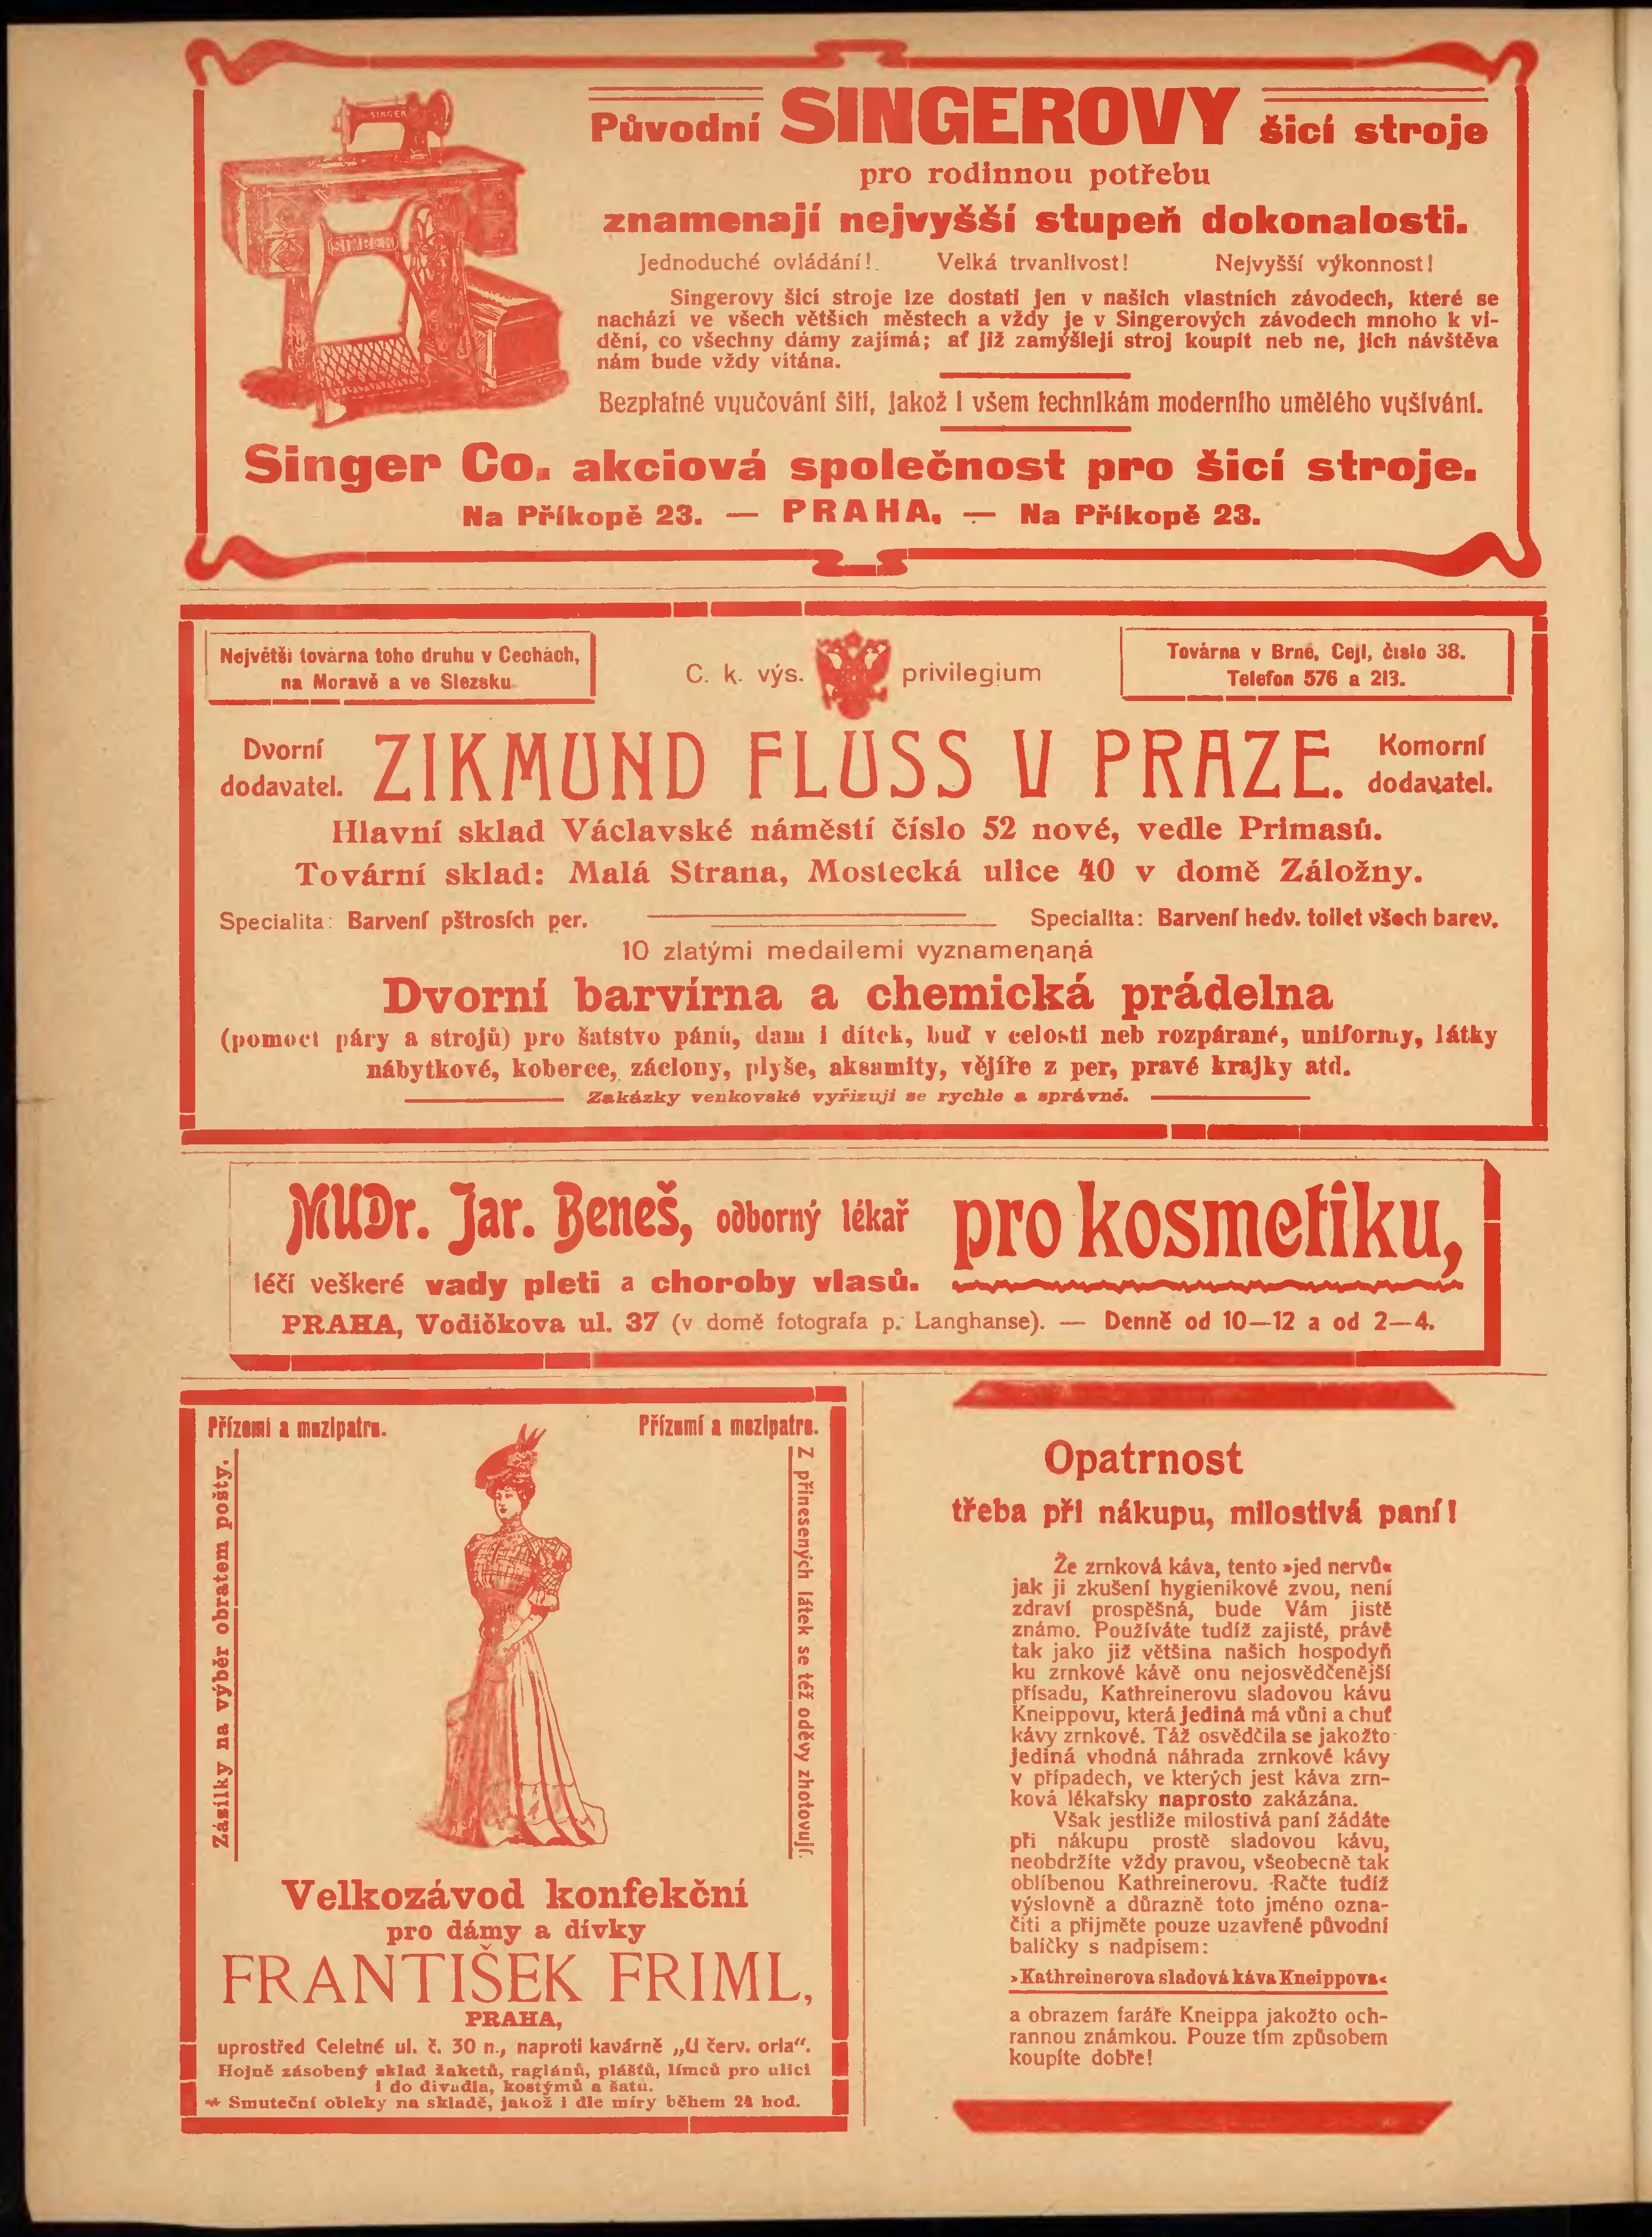 SINGER
SINGER
Původní SINGEROVY šicí stroje
pro rodinnou potřebu
znamenají nejvyšší stupeň dokonalosti.
Jednoduché ovládání! Velká trvanlivost! Nejvyšší výkonnost!
Singerovy šicí stroje lze dostati jen v našich vlastních závodech, které se
nachází ve všech větších městech a vždy je v Singerových závodech mnoho k vi-
dění, co všechny dámy zajímá; ať již zamýšlejí stroj koupit neb ne, jich návštěva
nám bude vždy vítána.
Bezplatné vyučování šití, jakož i všem technikám moderního umělého vyšívání.
Singer Co. akciová společnost pro šicí stroje.
Na Příkopě 23. — PRAHA, — Na Příkopě 23.
Největší továrna toho druhu v Čechách,
na Moravě a ve Slezsku
C. k. výs. privilegium
Továrna v Brně, Cejl, číslo 38.
Telefon 576 a 213.
Dvorní
dodavatel.
ZIKMUND FLUSS V PRAZE.
Komorní
dodavatel.
Hlavní sklad Václavské náměstí číslo 52 nové, vedle Primasů.
Tovární sklad: Malá Strana, Mostecká ulice 40 v domě Záložny.
Specialita: Barvení pštrosích per. Specialita: Barvení hedv. toilet všech barev.
10 zlatými medailemi vyznamenaná
Dvorní barvírna a chemická prádelna
(pomocí páry a strojů) pro šatstvo pánů, dam i dítek, buď v celosti neb rozpárané, uniformy, látky
nábytkové, koberce, záclony, plyše, aksamity, vějíře z per, pravé krajky atd.
Zakázky venkovské vyřizují se rychle a správně.
MUDr. Jar. Beneš, odborný lékař pro kosmetiku,
léčí veškeré vady pleti a choroby vlasů.
PRAHA, Vodičkova ul. 37 (v domě fotografa p. Langhanse). — Denně od 10—12 a od 2—4.
Přízemí a mezipatro. Přízemí a mezipatro.
Zásilky na výběr obratem pošty.
Z přinesených látek se též oděvy zhotovují.
Velkozávod konfekční
pro dámy a dívky
FRANTIŠEK FRIML,
PRAHA,
uprostřed Celetné ul. č. 30 n., naproti kavárně „U červ. orla“.
Hojně zásobený sklad žaketů, raglánů, plášťů, límců pro ulici
i do divadla, kostýmů a šatů.
Smuteční obleky na skladě, jakož i dle míry během 24 hod.
Opatrnost
třeba při nákupu, milostivá paní!
Že zrnková káva, tento »jed nervů«
jak ji zkušení hygienikové zvou, není
zdraví prospěšná, bude Vám jistě
známo. Používáte tudíž zajisté, právě
tak jako již většina našich hospodyň
ku zrnkové kávě onu nejosvědčenější
přísadu, Kathreinerovu sladovou kávu
Kneippovu, která jediná má vůni a chuť
kávy zrnkové. Táž osvědčila se jakožto
jediná vhodná náhrada zrnkové kávy
v případech, ve kterých jest káva zrn-
ková lékařsky naprosto zakázána.
Však jestliže milostivá paní žádáte
při nákupu prostě sladovou kávu,
neobdržíte vždy pravou, všeobecně tak
oblíbenou Kathreinerovu. Račte tudíž
výslovně a důrazně toto jméno ozna-
čiti a přijměte pouze uzavřené původní
balíčky s nadpisem:
»Kathreinerova sladová káva Kneippova«
a obrazem faráře Kneippa jakožto och-
rannou známkou. Pouze tím způsobem
koupíte dobře!